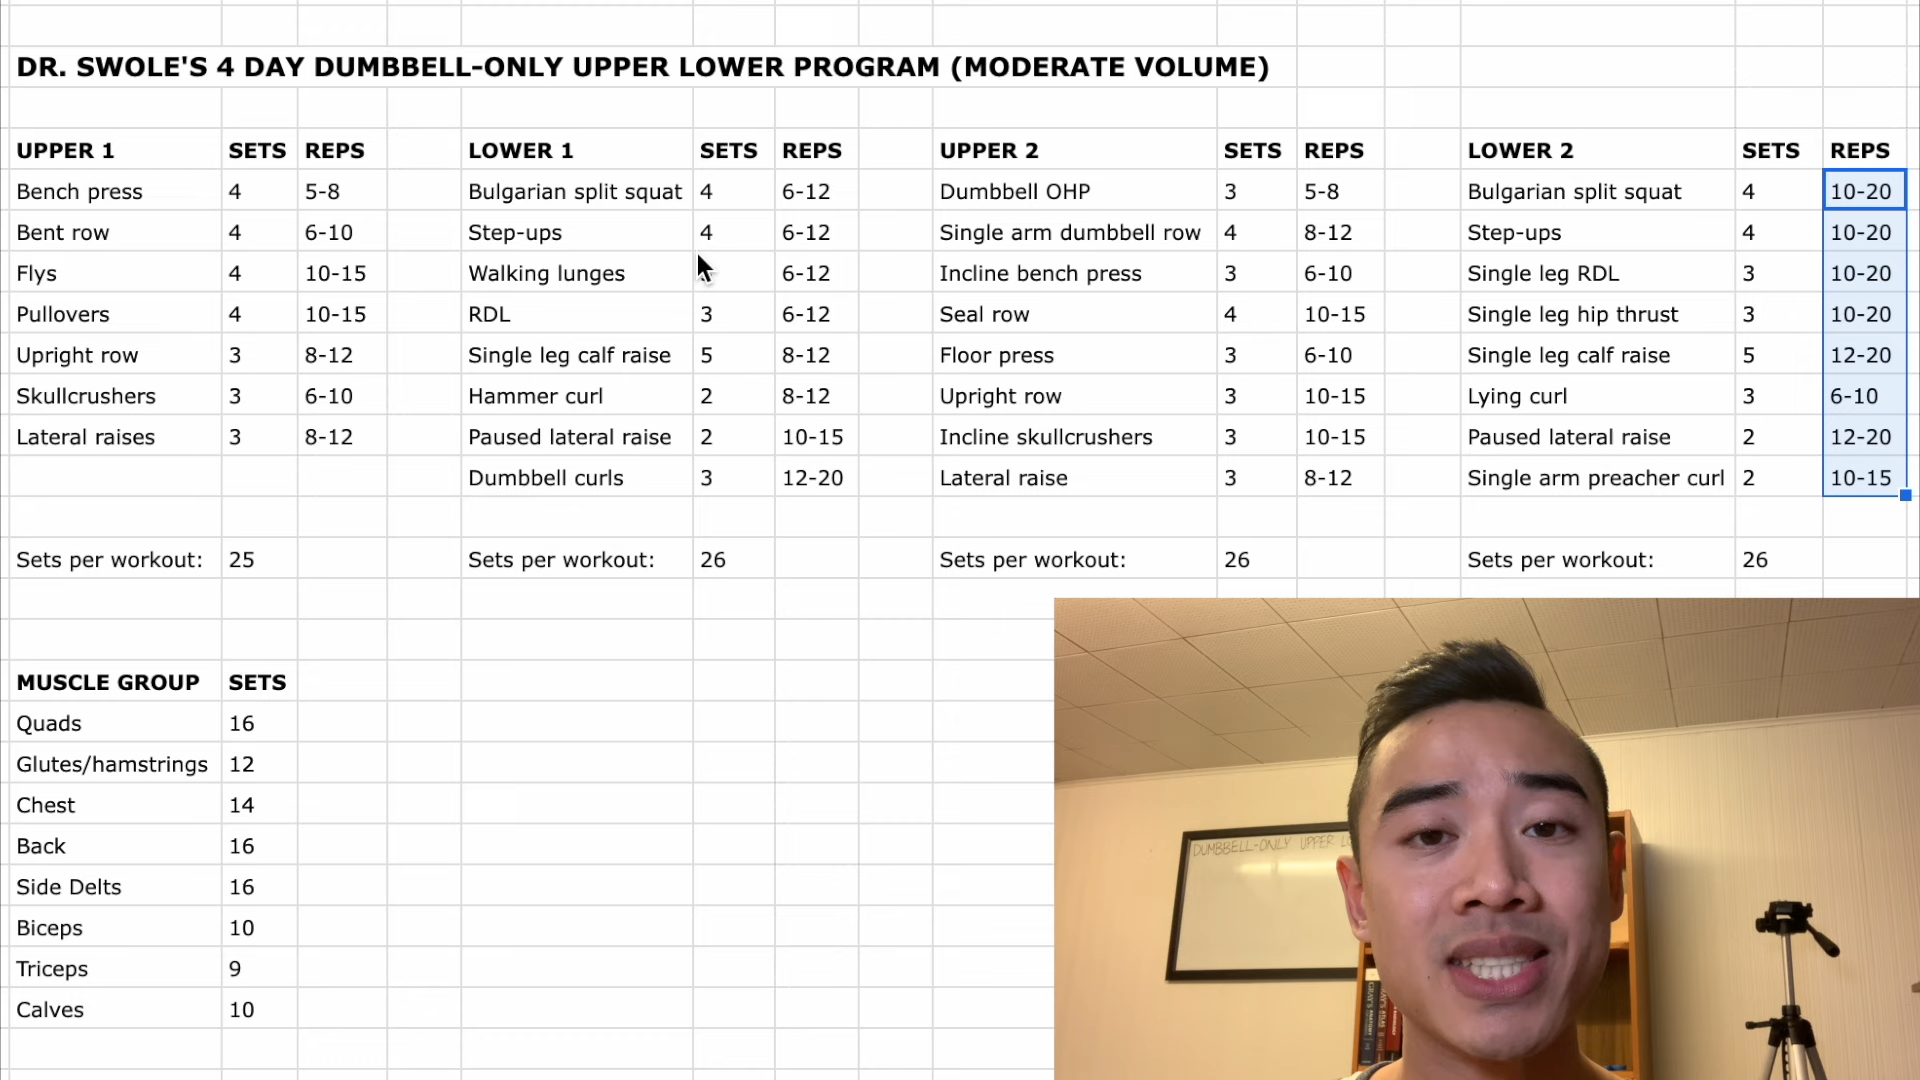 DR. SWOLE'S 4 DAY DUMBBELL-ONLY UPPER LOWER PROGRAM (MODERATE VOLUME)
UPPER 1 SETS REPS LOWER 1 SETS REPS UPPER 2 SETS REPS LOWER 2 SETS REPS
Bench press 4 5-8 Bulgarian split squat 4 6-12 Dumbbell OHP 3 5-8 Bulgarian split squat 4 10-20
Bent row 4 6-10 Step-ups 4 6-12 Single arm dumbbell row 4 8-12 Step-ups 4 10-20
Flys 4 10-15 Walking lunges 6-12 Incline bench press 3 6-10 Single leg RDL 3 10-20
Pullovers 4 10-15 RDL 3 6-12 Seal row 4 10-15 Single leg hip thrust 3 10-20
Upright row 3 8-12 Single leg calf raise 5 8-12 Floor press 3 6-10 Single leg calf raise 5 12-20
Skullcrushers 3 6-10 Hammer curl 2 8-12 Upright row 3 10-15 Lying curl 3 6-10
Lateral raises 3 8-12 Paused lateral raise 2 10-15 Incline skullcrushers 3 10-15 Paused lateral raise 2 12-20
Dumbbell curls 3 12-20 Lateral raise 3 8-12 Single arm preacher curl 2 10-15
Sets per workout: 25 Sets per workout: 26 Sets per workout: 26 Sets per workout: 26
MUSCLE GROUP SETS
Quads 16
Glutes/hamstrings 12
Chest 14
Back 16
Side Delts 16
Biceps 10
Triceps 9
Calves 10
DUMBBELL-ONLY UPPER